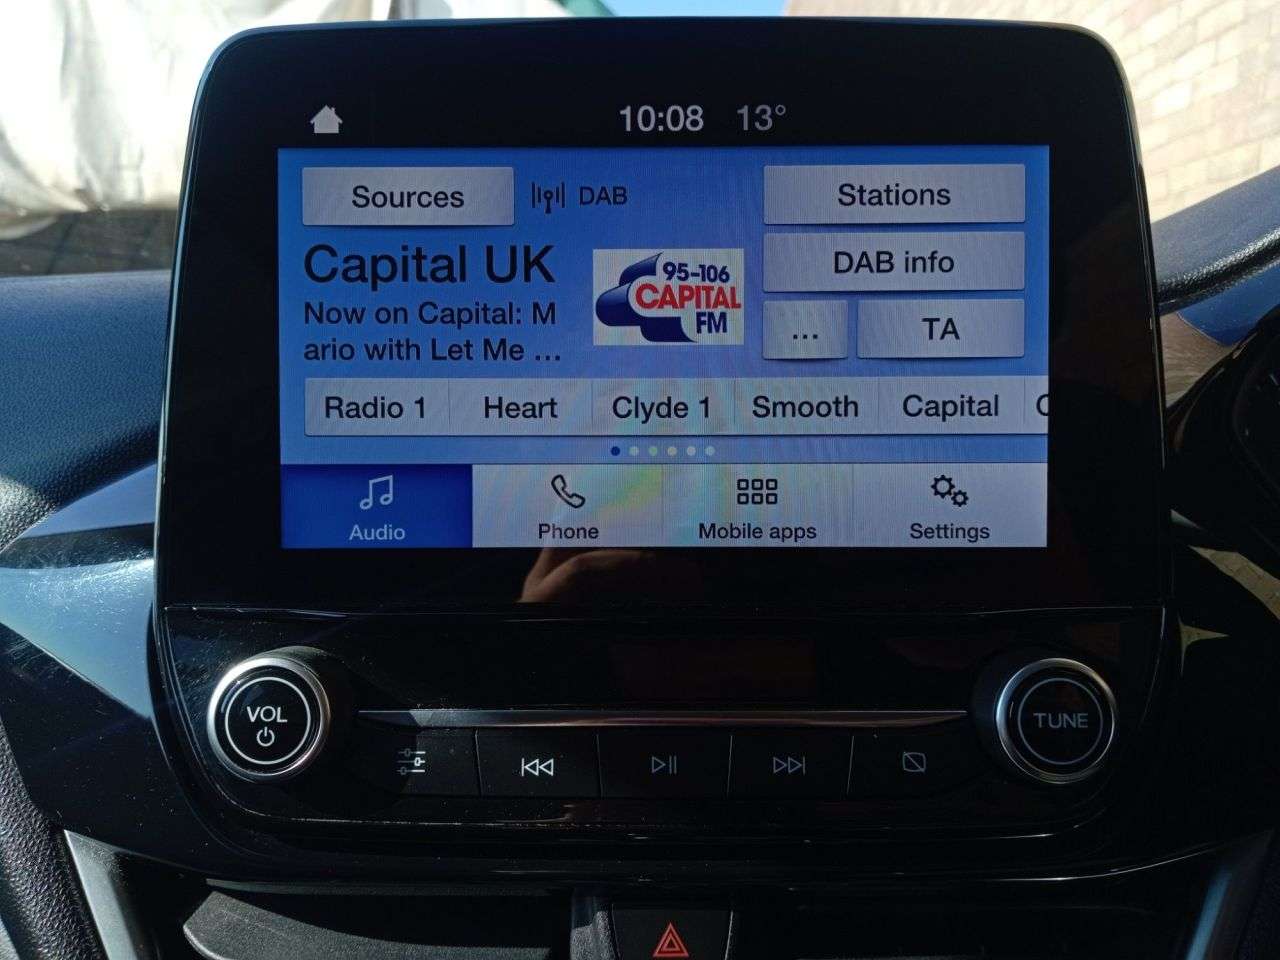 10:08 13°
Sources DAB Stations
DAB info
Capital UK
95-106
CAPITAL
FM
Now on Capital: M
ario with Let Me ...
... TA
Radio 1 Heart Clyde 1 Smooth Capital
Audio Phone Mobile apps Settings
VOL TUNE